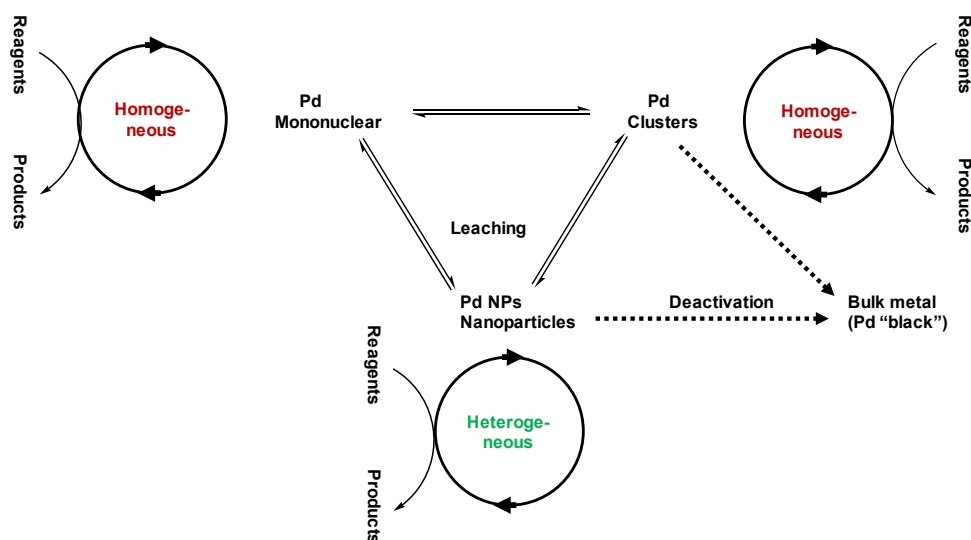 Reagents
Products
Homoge-
neous
Pd
Mononuclear
Pd
Clusters
Homoge-
neous
Reagents
Products
Leaching
Pd NPs
Nanoparticles
Deactivation
Bulk metal
(Pd “black”)
Reagents
Products
Heteroge-
neous